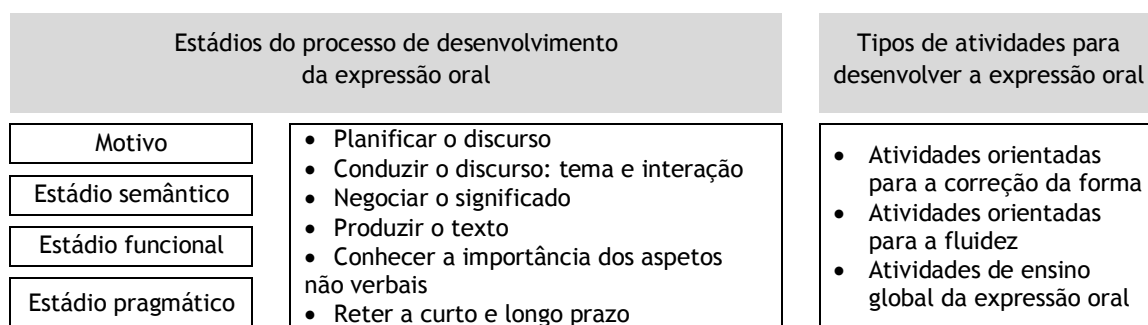 Estádios do processo de desenvolvimento
da expressão oral
Tipos de atividades para
desenvolver a expressão oral
Motivo
Estádio semântico
Estádio funcional
Estádio pragmático
• Planificar o discurso
• Conduzir o discurso: tema e interação
• Negociar o significado
• Produzir o texto
• Conhecer a importância dos aspetos
não verbais
• Reter a curto e longo prazo
• Atividades orientadas
para a correção da forma
• Atividades orientadas
para a fluidez
• Atividades de ensino
global da expressão oral